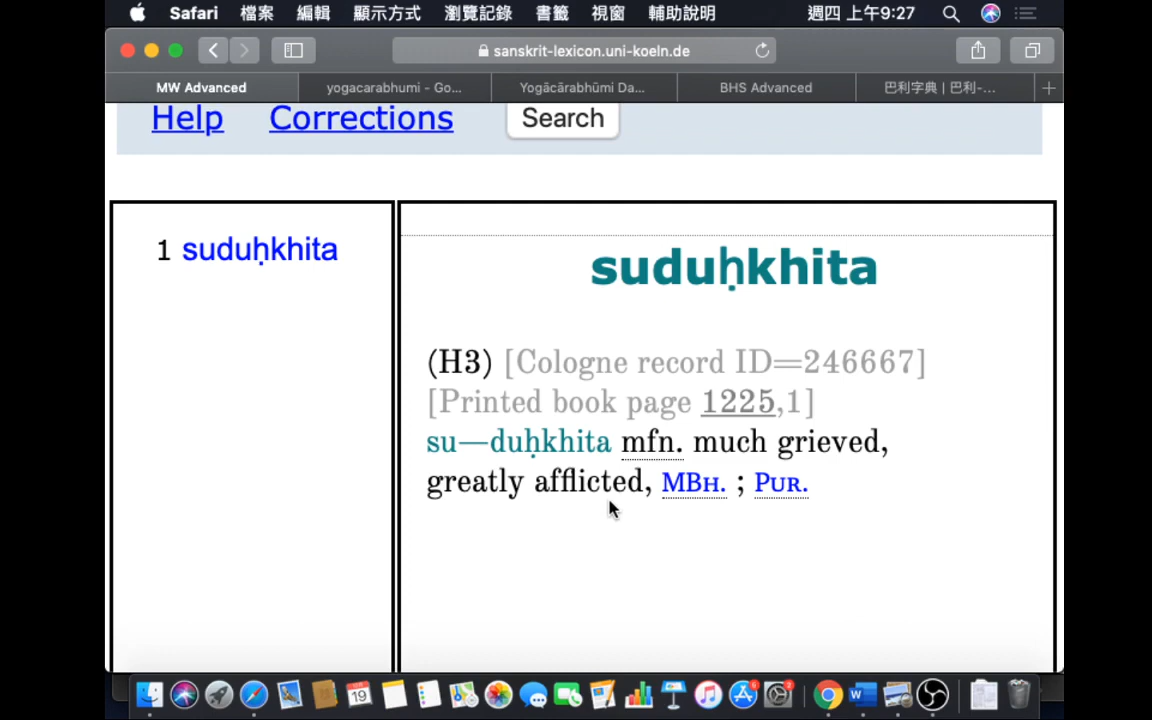 Safari 檔案 編輯 顯示方式 瀏覽記錄 書籤 視窗 輔助說明 週四 上午9:27
sanskrit-lexicon.uni-koeln.de
MW Advanced yogacarabhumi - Go... Yogācārabhūmi Da... BHS Advanced 巴利字典 | 巴利-...
Help Corrections Search
1 suduḥkhita
suduḥkhita
(H3) [Cologne record ID=246667]
[Printed book page 1225,1]
su—duḥkhita mfn. much grieved,
greatly afflicted, MBh. ; Pur.
19